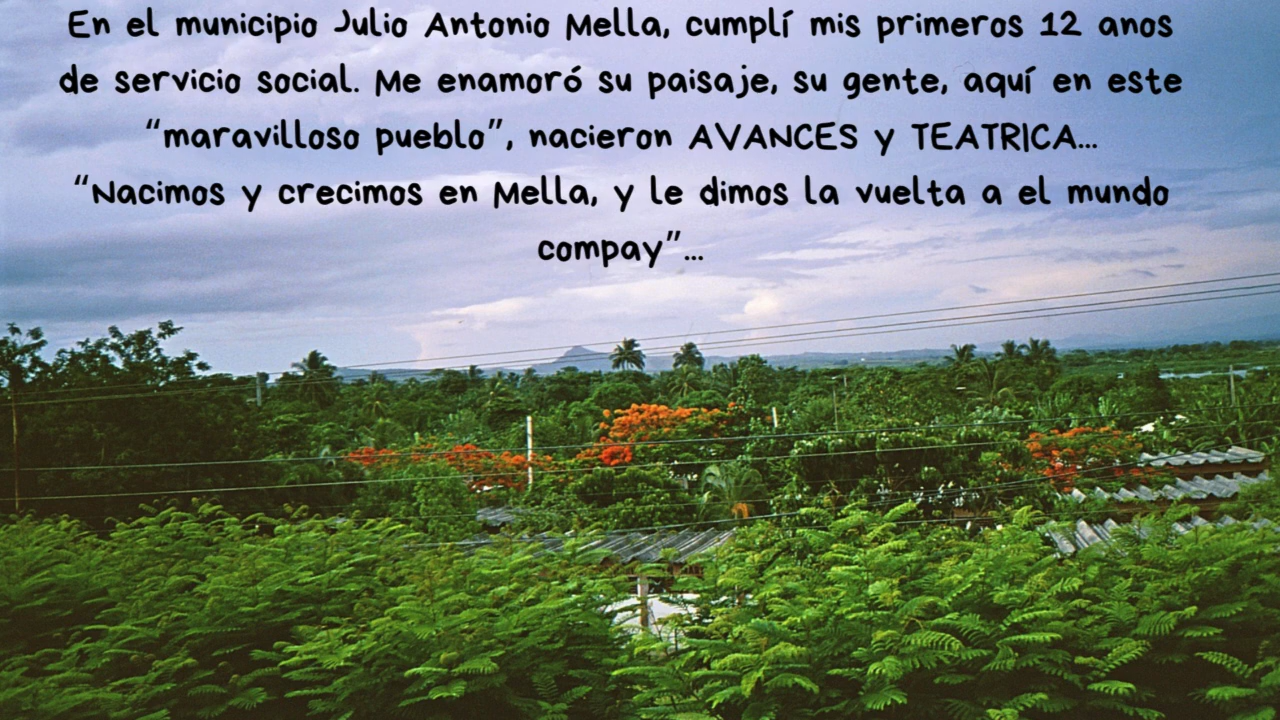 En el municipio Julio Antonio Mella, cumplí mis primeros 12 anos
de servicio social. Me enamoró su paisaje, su gente, aquí en este
“maravilloso pueblo”, nacieron AVANCES y TEATRICA...
“Nacimos y crecimos en Mella, y le dimos la vuelta a el mundo
compay”...